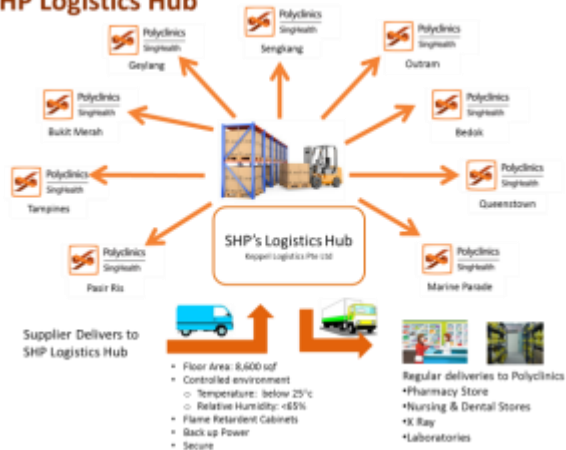 HP Logistics Hub
Polyclinics
SingHealth
Geylang
Polyclinics
SingHealth
Sengkang
Polyclinics
SingHealth
Outram
Polyclinics
SingHealth
Bukit Merah
Polyclinics
SingHealth
Bedok
Polyclinics
SingHealth
Tampines
Polyclinics
SingHealth
Queenstown
Polyclinics
SingHealth
Pasir Ris
SHP's Logistics Hub
Keppel Logistics Pte Ltd
Polyclinics
SingHealth
Marine Parade
Supplier Delivers to
SHP Logistics Hub
• Floor Area: 8,600 sqf
• Controlled environment
o Temperature: below 25°c
o Relative Humidity: <65%
• Flame Retardent Cabinets
• Back up Power
• Secure
Regular deliveries to Polyclinics
•Pharmacy Store
•Nursing & Dental Stores
•X Ray
•Laboratories